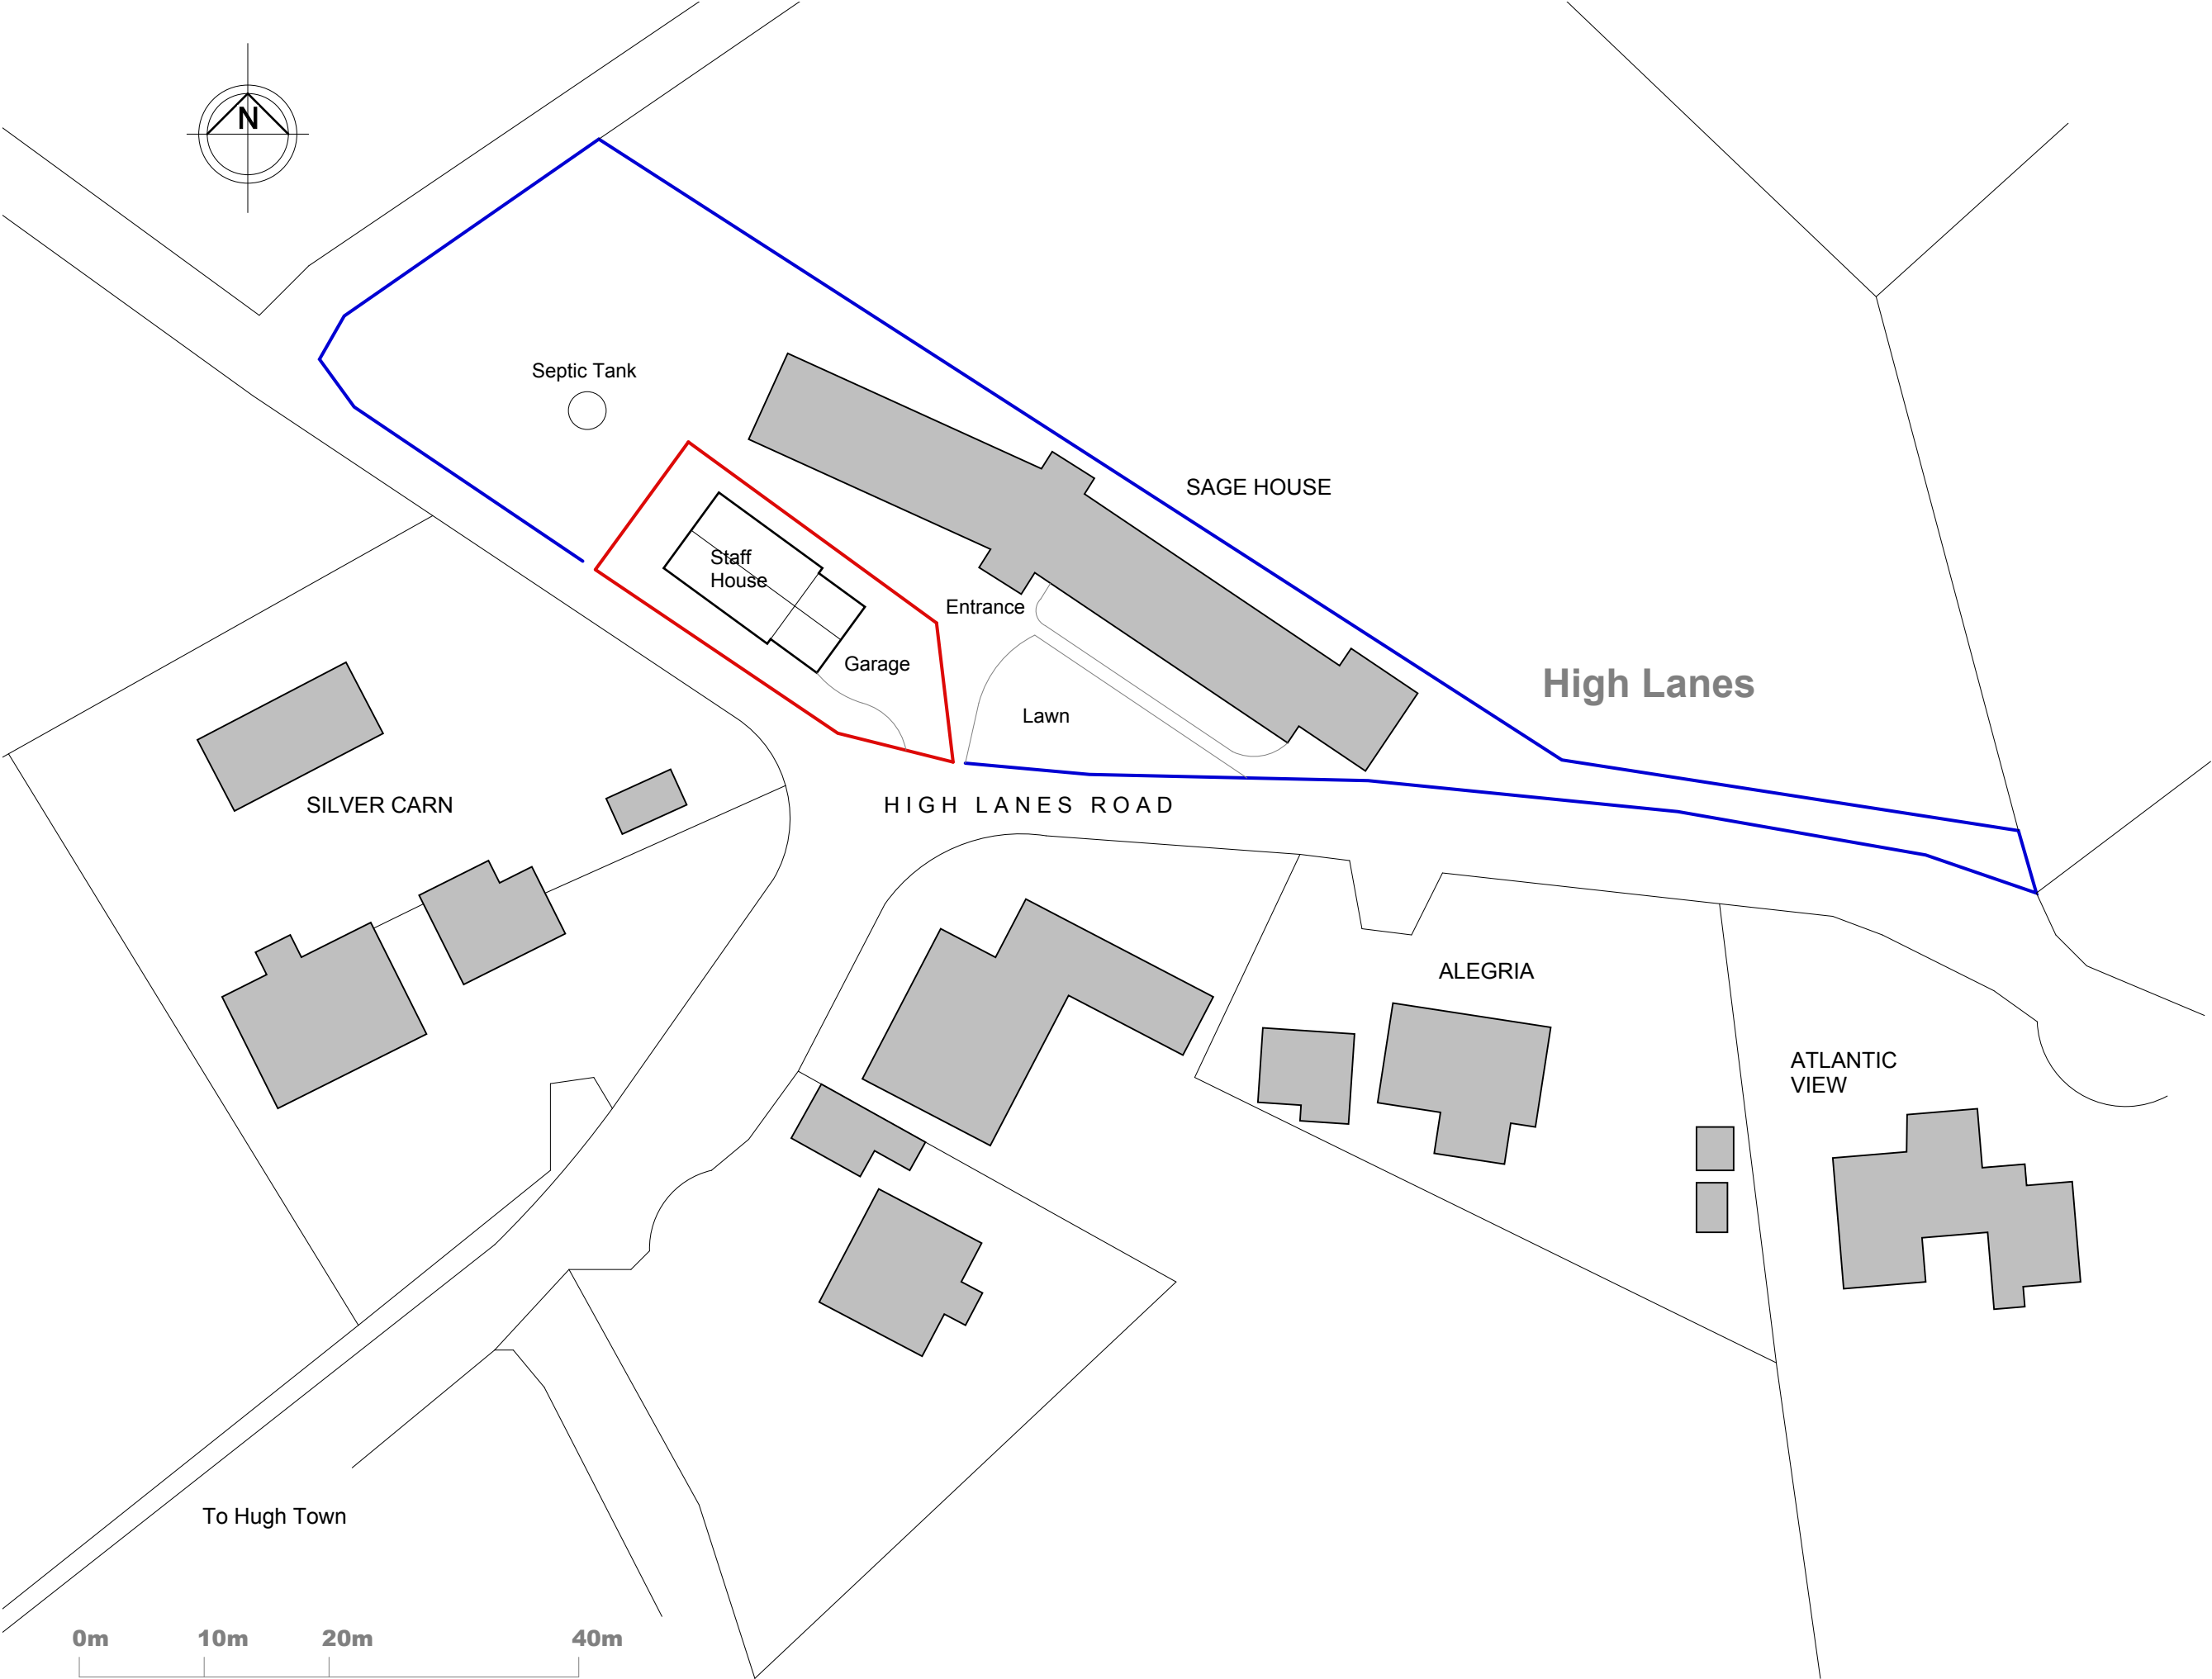 N
Septic Tank
SAGE HOUSE
Staff
House
Entrance
Garage
High Lanes
Lawn
SILVER CARN
HIGH LANES ROAD
ALEGRIA
ATLANTIC
VIEW
To Hugh Town
0m 10m 20m 40m